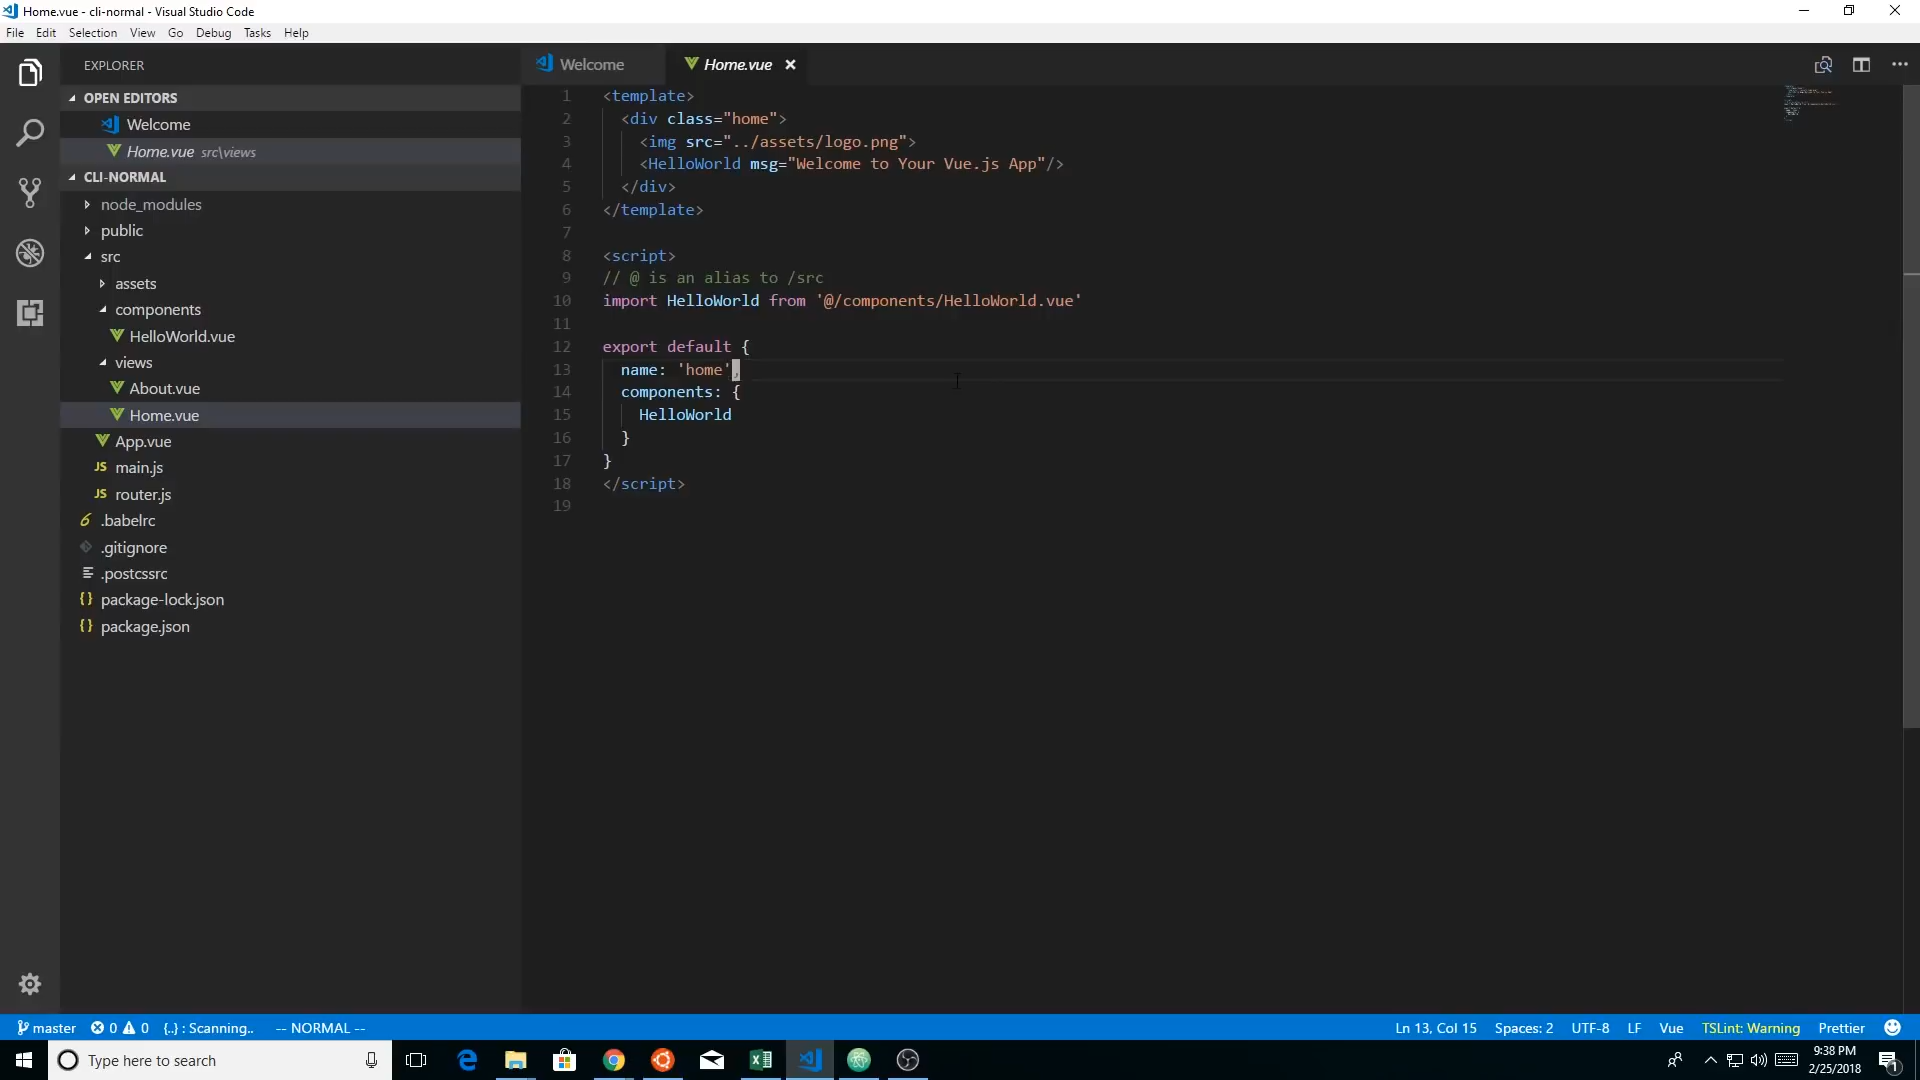 Home.vue - cli-normal - Visual Studio Code
File Edit Selection View Go Debug Tasks Help
EXPLORER
OPEN EDITORS
Welcome
Home.vue src\views
CLI-NORMAL
node_modules
public
src
assets
components
HelloWorld.vue
views
About.vue
Home.vue
App.vue
JS main.js
JS router.js
.babelrc
.gitignore
.postcssrc
{} package-lock.json
{} package.json
Welcome
Home.vue
1 <template>
2 <div class="home">
3 <img src="../assets/logo.png">
4 <HelloWorld msg="Welcome to Your Vue.js App"/>
5 </div>
6 </template>
7
8 <script>
9 // @ is an alias to /src
10 import HelloWorld from '@/components/HelloWorld.vue'
11
12 export default {
13 name: 'home',
14 components: {
15 HelloWorld
16 }
17 }
18 </script>
19
master 0 0 {..} : Scanning.. -- NORMAL --
Ln 13, Col 15 Spaces: 2 UTF-8 LF Vue TSLint: Warning Prettier
Type here to search
9:38 PM
2/25/2018
1